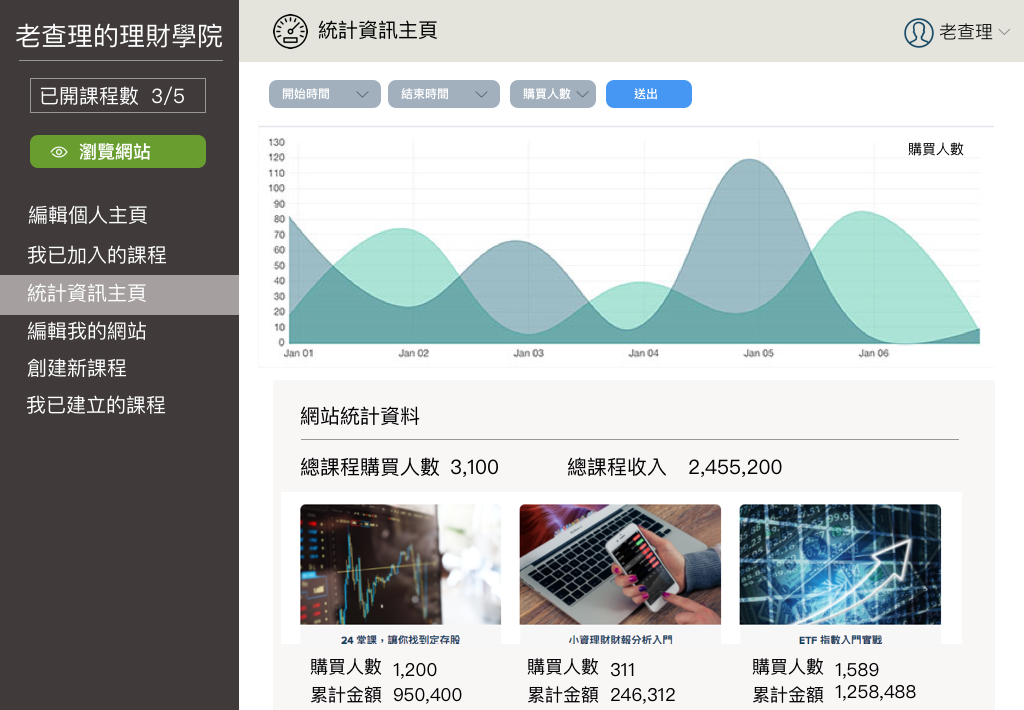 老查理的理財學院
已開課程數 3/5
瀏覽網站
編輯個人主頁
我已加入的課程
統計資訊主頁
編輯我的網站
創建新課程
我已建立的課程
統計資訊主頁
老查理
開始時間 結束時間 購買人數 送出
購買人數
130
120
110
100
90
80
70
60
50
40
30
20
10
0
Jan 01 Jan 02 Jan 03 Jan 04 Jan 05 Jan 06
網站統計資料
總課程購買人數 3,100 總課程收入 2,455,200
24 堂課，讓你找到定存股
購買人數 1,200
累計金額 950,400
小資理財財報分析入門
購買人數 311
累計金額 246,312
ETF 指數入門實戰
購買人數 1,589
累計金額 1,258,488